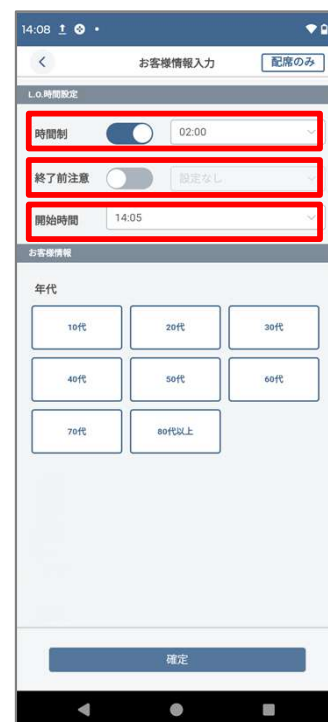 14:08
お客様情報入力 配席のみ
L.O.時間設定
時間制 02:00
終了前注意 設定なし
開始時間 14:05
お客様情報
年代
10代 20代 30代
40代 50代 60代
70代 80代以上
確定